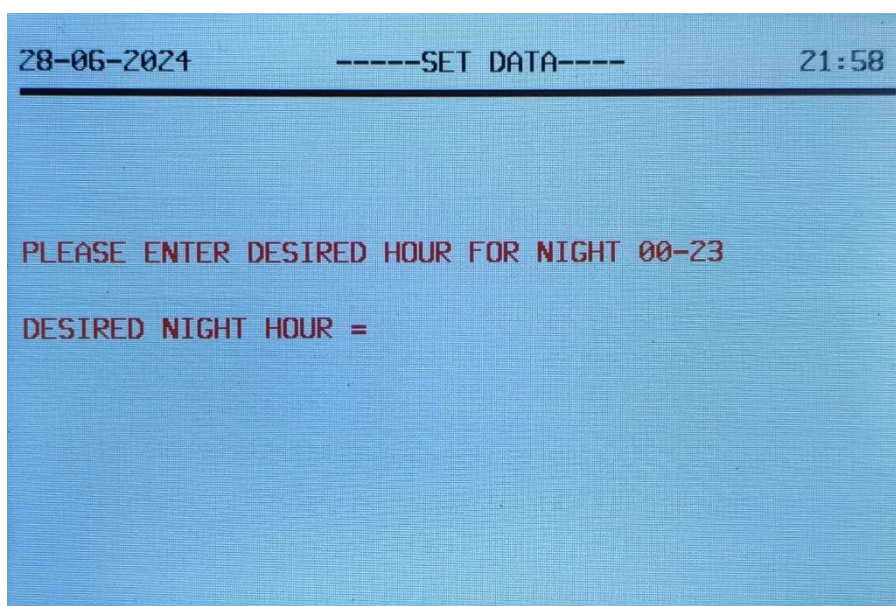 28-06-2024 -----SET DATA---- 21:58
PLEASE ENTER DESIRED HOUR FOR NIGHT 00-23
DESIRED NIGHT HOUR =